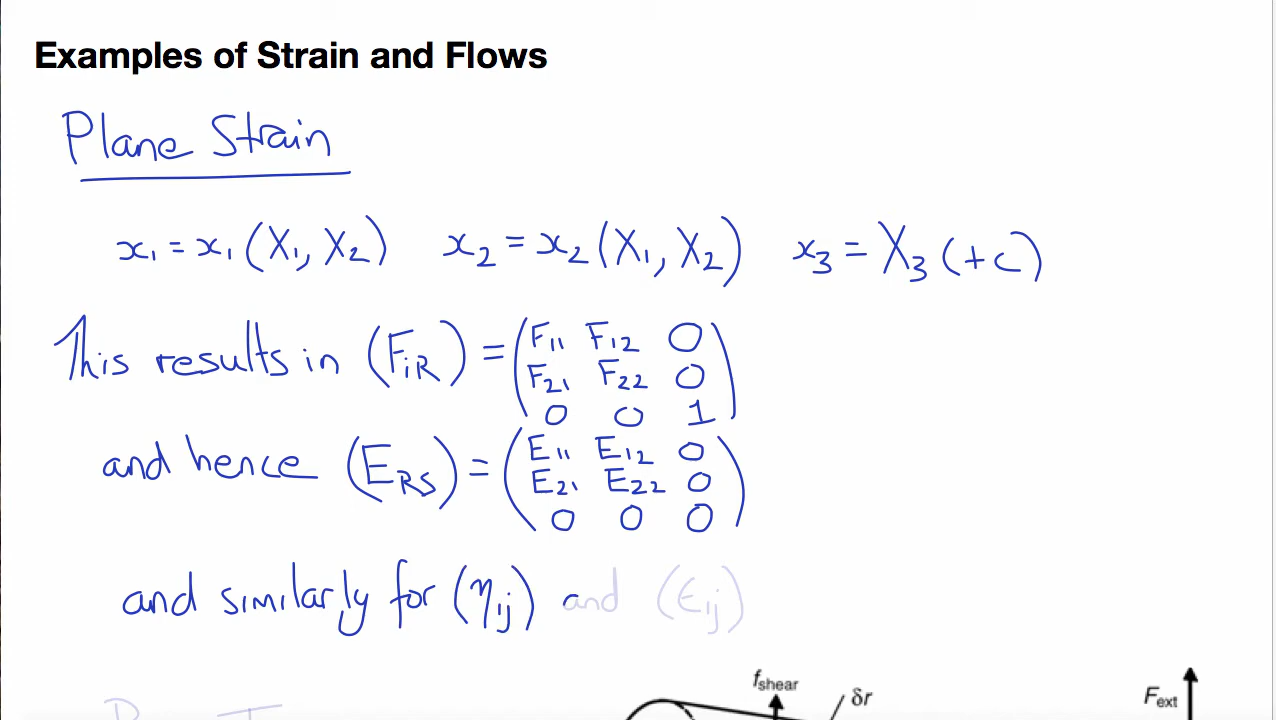 Examples of Strain and Flows
Plane Strain
x₁ = x₁ (X₁, X₂) x₂ = x₂ (X₁, X₂) x₃ = X₃ (+c)
This results in (F_iR) = (F₁₁ F₁₂ 0
F₂₁ F₂₂ 0
0 0 1)
and hence (E_RS) = (E₁₁ E₁₂ 0
E₂₁ E₂₂ 0
0 0 0)
and similarly for (η_ij) and (ε_ij)
f_shear
δr
F_ext